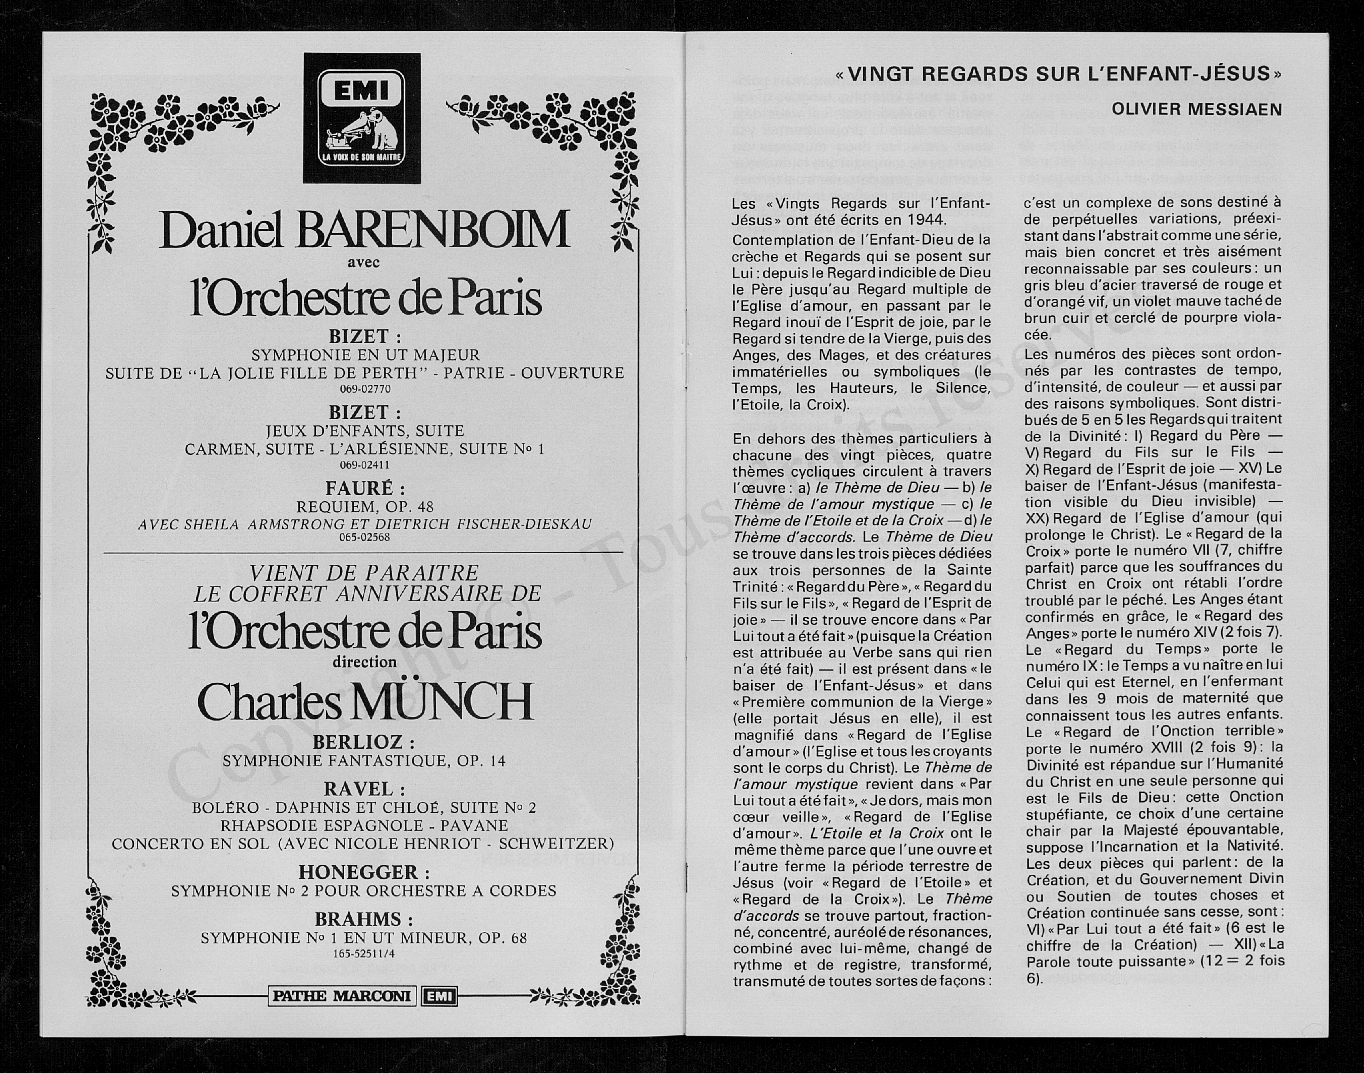 EMI
LA VOIX DE SON MAITRE
Daniel BARENBOIM
avec
l'Orchestre de Paris
BIZET :
SYMPHONIE EN UT MAJEUR
SUITE DE "LA JOLIE FILLE DE PERTH" - PATRIE - OUVERTURE
069-02770
BIZET :
JEUX D'ENFANTS, SUITE
CARMEN, SUITE - L'ARLÉSIENNE, SUITE No 1
069-02411
FAURÉ :
REQUIEM, OP. 48
AVEC SHEILA ARMSTRONG ET DIETRICH FISCHER-DIESKAU
065-02568
VIENT DE PARAITRE
LE COFFRET ANNIVERSAIRE DE
l'Orchestre de Paris
direction
Charles MÜNCH
BERLIOZ :
SYMPHONIE FANTASTIQUE, OP. 14
RAVEL :
BOLÉRO - DAPHNIS ET CHLOÉ, SUITE No 2
RHAPSODIE ESPAGNOLE - PAVANE
CONCERTO EN SOL (AVEC NICOLE HENRIOT - SCHWEITZER)
HONEGGER :
SYMPHONIE No 2 POUR ORCHESTRE A CORDES
BRAHMS :
SYMPHONIE No 1 EN UT MINEUR, OP. 68
165-52511/4
PATHE MARCONI EMI
« VINGT REGARDS SUR L'ENFANT-JÉSUS »
OLIVIER MESSIAEN
Les « Vingts Regards sur l'Enfant-
Jésus » ont été écrits en 1944.
Contemplation de l'Enfant-Dieu de la
crèche et Regards qui se posent sur
Lui : depuis le Regard indicible de Dieu
le Père jusqu'au Regard multiple de
l'Eglise d'amour, en passant par le
Regard inouï de l'Esprit de joie, par le
Regard si tendre de la Vierge, puis des
Anges, des Mages, et des créatures
immatérielles ou symboliques (le
Temps, les Hauteurs, le Silence,
l'Etoile, la Croix).
En dehors des thèmes particuliers à
chacune des vingt pièces, quatre
thèmes cycliques circulent à travers
l'œuvre : a) le Thème de Dieu — b) le
Thème de l'amour mystique — c) le
Thème de l'Etoile et de la Croix — d) le
Thème d'accords. Le Thème de Dieu
se trouve dans les trois pièces dédiées
aux trois personnes de la Sainte
Trinité : « Regard du Père », « Regard du
Fils sur le Fils », « Regard de l'Esprit de
joie » — il se trouve encore dans « Par
Lui tout a été fait » (puisque la Création
est attribuée au Verbe sans qui rien
n'a été fait) — il est présent dans « le
baiser de l'Enfant-Jésus » et dans
« Première communion de la Vierge »
(elle portait Jésus en elle), il est
magnifié dans « Regard de l'Eglise
d'amour » (l'Eglise et tous les croyants
sont le corps du Christ). Le Thème de
l'amour mystique revient dans « Par
Lui tout a été fait », « Je dors, mais mon
cœur veille », « Regard de l'Eglise
d'amour ». L'Etoile et la Croix ont le
même thème parce que l'une ouvre et
l'autre ferme la période terrestre de
Jésus (voir « Regard de l'Etoile » et
« Regard de la Croix »). Le Thème
d'accords se trouve partout, fraction-
né, concentré, auréolé de résonances,
combiné avec lui-même, changé de
rythme et de registre, transformé,
transmuté de toutes sortes de façons :
c'est un complexe de sons destiné à
de perpétuelles variations, préexi-
stant dans l'abstrait comme une série,
mais bien concret et très aisément
reconnaissable par ses couleurs : un
gris bleu d'acier traversé de rouge et
d'orangé vif, un violet mauve taché de
brun cuir et cerclé de pourpre viola-
cée.
Les numéros des pièces sont ordon-
nés par les contrastes de tempo,
d'intensité, de couleur — et aussi par
des raisons symboliques. Sont distri-
bués de 5 en 5 les Regards qui traitent
de la Divinité : I) Regard du Père —
V) Regard du Fils sur le Fils —
X) Regard de l'Esprit de joie — XV) Le
baiser de l'Enfant-Jésus (manifesta-
tion visible du Dieu invisible) —
XX) Regard de l'Eglise d'amour (qui
prolonge le Christ). Le « Regard de la
Croix » porte le numéro VII (7, chiffre
parfait) parce que les souffrances du
Christ en Croix ont rétabli l'ordre
troublé par le péché. Les Anges étant
confirmés en grâce, le « Regard des
Anges » porte le numéro XIV (2 fois 7).
Le « Regard du Temps » porte le
numéro IX : le Temps a vu naître en lui
Celui qui est Eternel, en l'enfermant
dans les 9 mois de maternité que
connaissent tous les autres enfants.
Le « Regard de l'Onction terrible »
porte le numéro XVIII (2 fois 9) : la
Divinité est répandue sur l'Humanité
du Christ en une seule personne qui
est le Fils de Dieu : cette Onction
stupéfiante, ce choix d'une certaine
chair par la Majesté épouvantable,
suppose l'Incarnation et la Nativité.
Les deux pièces qui parlent : de la
Création, et du Gouvernement Divin
ou Soutien de toutes choses et
Création continuée sans cesse, sont :
VI) « Par Lui tout a été fait » (6 est le
chiffre de la Création) — XII) « La
Parole toute puissante » (12 = 2 fois
6).
Copyright © - Tous droits réservés